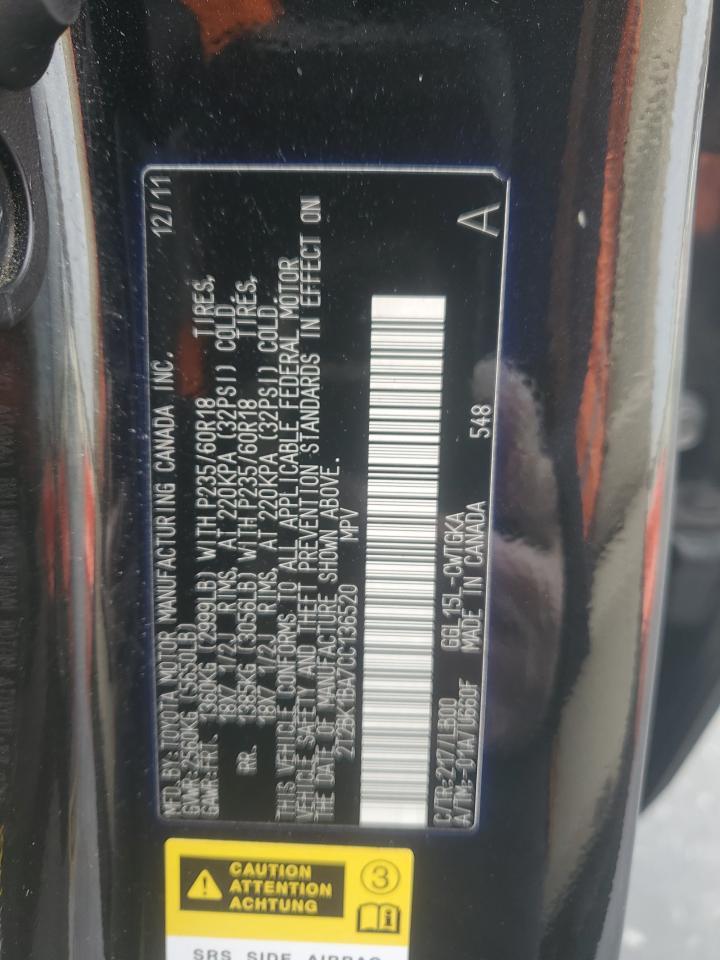 MFD. BY: TOYOTA MOTOR MANUFACTURING CANADA INC. 12/11
GVWR: 2560KG (5650LB)
GAWR: FRT. 1360KG (2999LB) WITH P235/60R18 TIRES,
18X7 1/2J RIMS, AT 220KPA (32PSI) COLD.
RR. 1385KG (3056LB) WITH P235/60R18 TIRES,
18X7 1/2J RIMS, AT 220KPA (32PSI) COLD.
THIS VEHICLE CONFORMS TO ALL APPLICABLE FEDERAL MOTOR
VEHICLE SAFETY AND THEFT PREVENTION STANDARDS IN EFFECT ON
THE DATE OF MANUFACTURE SHOWN ABOVE.
2T2BK1BA7CC136520 MPV
C/TR: 217/LB00 GGL15L-CWTGKA 548
A/TM: -01A/ U660F MADE IN CANADA
A
CAUTION
ATTENTION
ACHTUNG
3
SRS SIDE AIRBAG